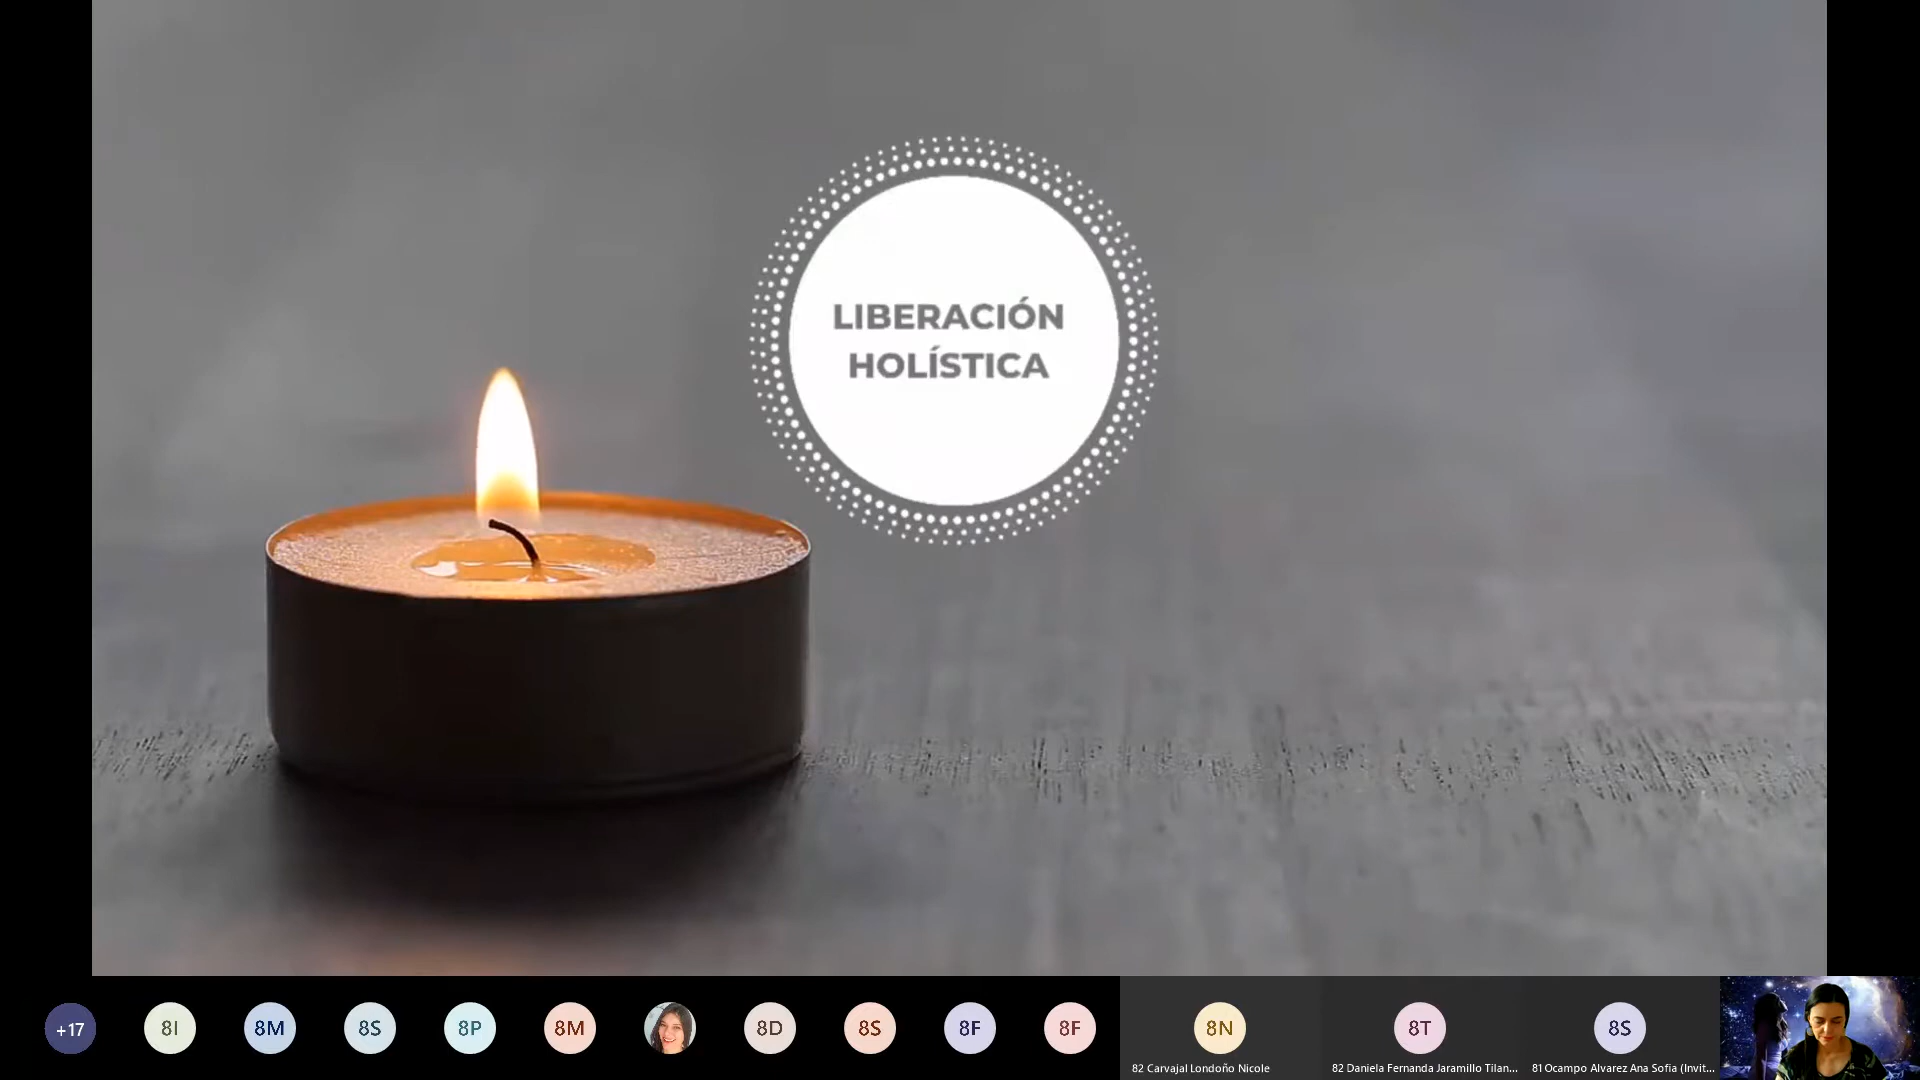 LIBERACIÓN
HOLÍSTICA
+17
8I
8M
8S
8P
8M
8D
8S
8F
8F
8N
8T
8S
82 Carvajal Londoño Nicole
82 Daniela Fernanda Jaramillo Tilan...
81 Ocampo Alvarez Ana Sofia (Invit...